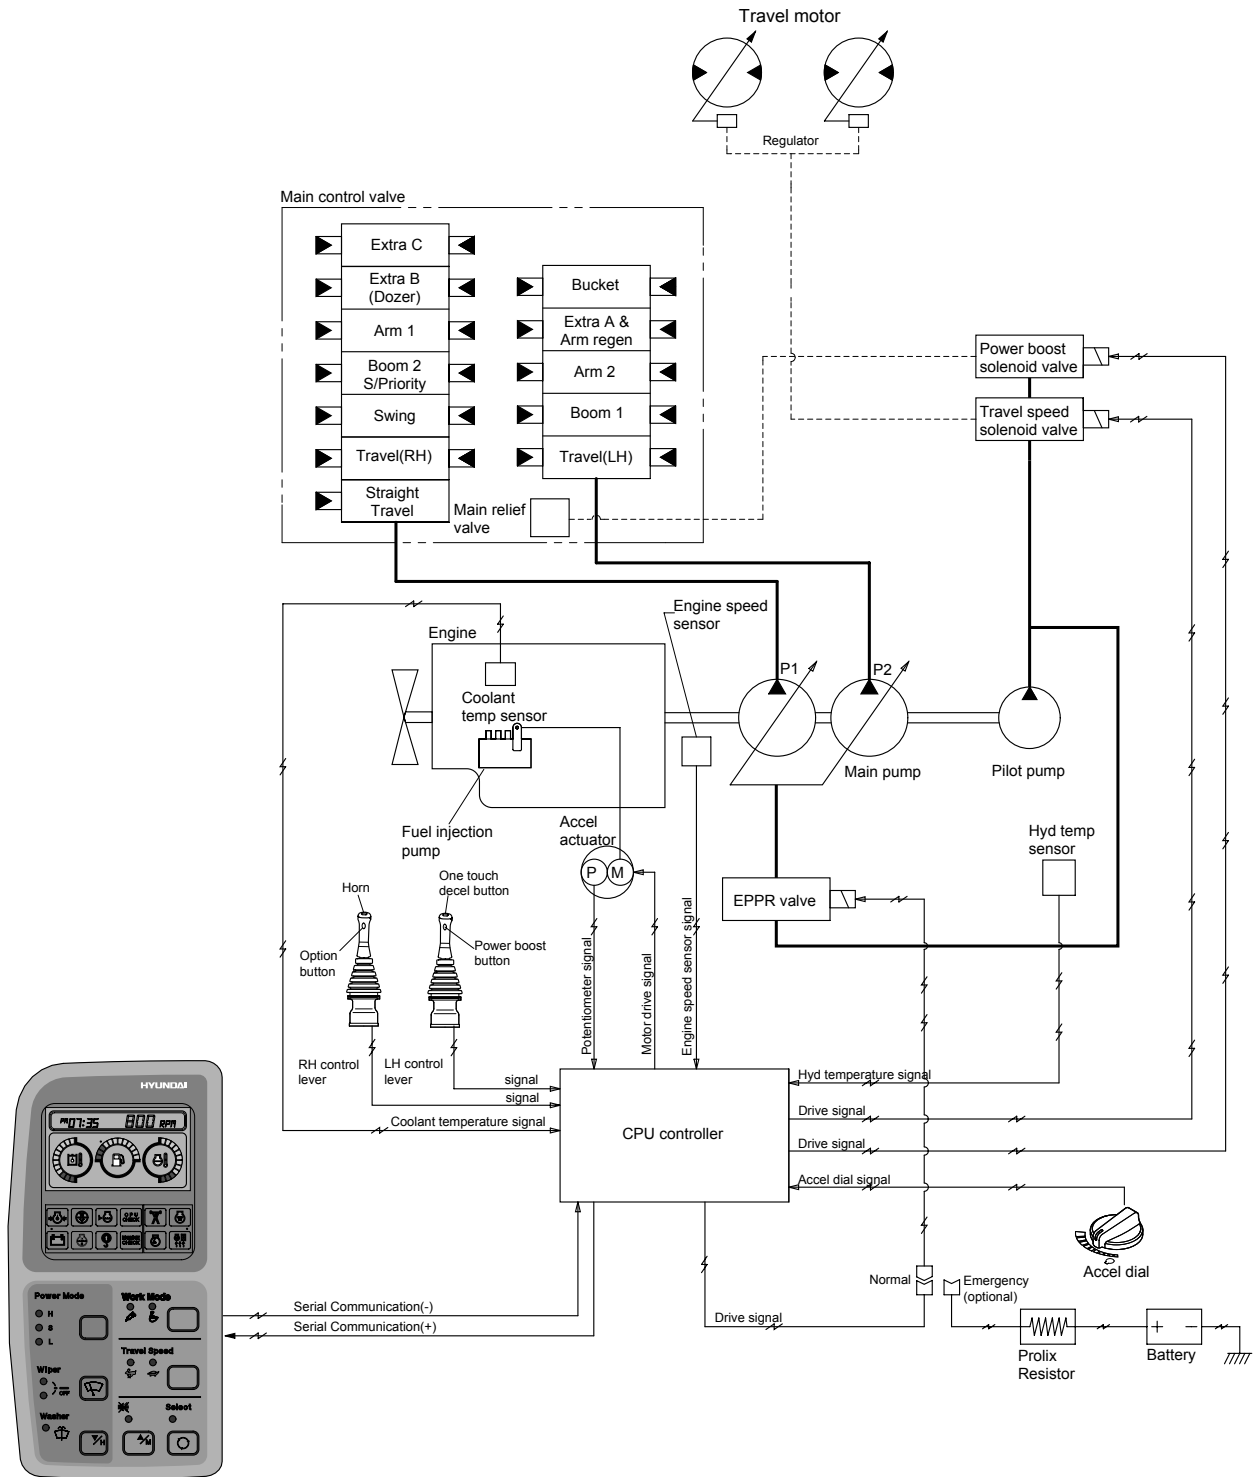 Travel motor
Regulator
Main control valve
Extra C
Extra B
(Dozer)
Arm 1
Boom 2
S/Priority
Swing
Travel(RH)
Straight
Travel
Bucket
Extra A &
Arm regen
Arm 2
Boom 1
Travel(LH)
Main relief
valve
Power boost
solenoid valve
Travel speed
solenoid valve
Engine speed
sensor
Engine
Coolant
temp sensor
P1
P2
Main pump
Pilot pump
Fuel injection
pump
Accel
actuator
P
M
Hyd temp
sensor
EPPR valve
Horn
Option
button
One touch
decel button
Power boost
button
Potentiometer signal
Motor drive signal
Engine speed sensor signal
RH control
lever
LH control
lever
signal
signal
Coolant temperature signal
CPU controller
Hyd temperature signal
Drive signal
Drive signal
Accel dial signal
Accel dial
Normal
Emergency
(optional)
Drive signal
Prolix
Resistor
+ −
Battery
Serial Communication(-)
Serial Communication(+)
HYUNDAI
07:35 800 RPM
CPU
CHECK
CHECK
Power Mode
H
S
L
Work Mode
Travel Speed
Wiper
OFF
Washer
Select
/H
/M